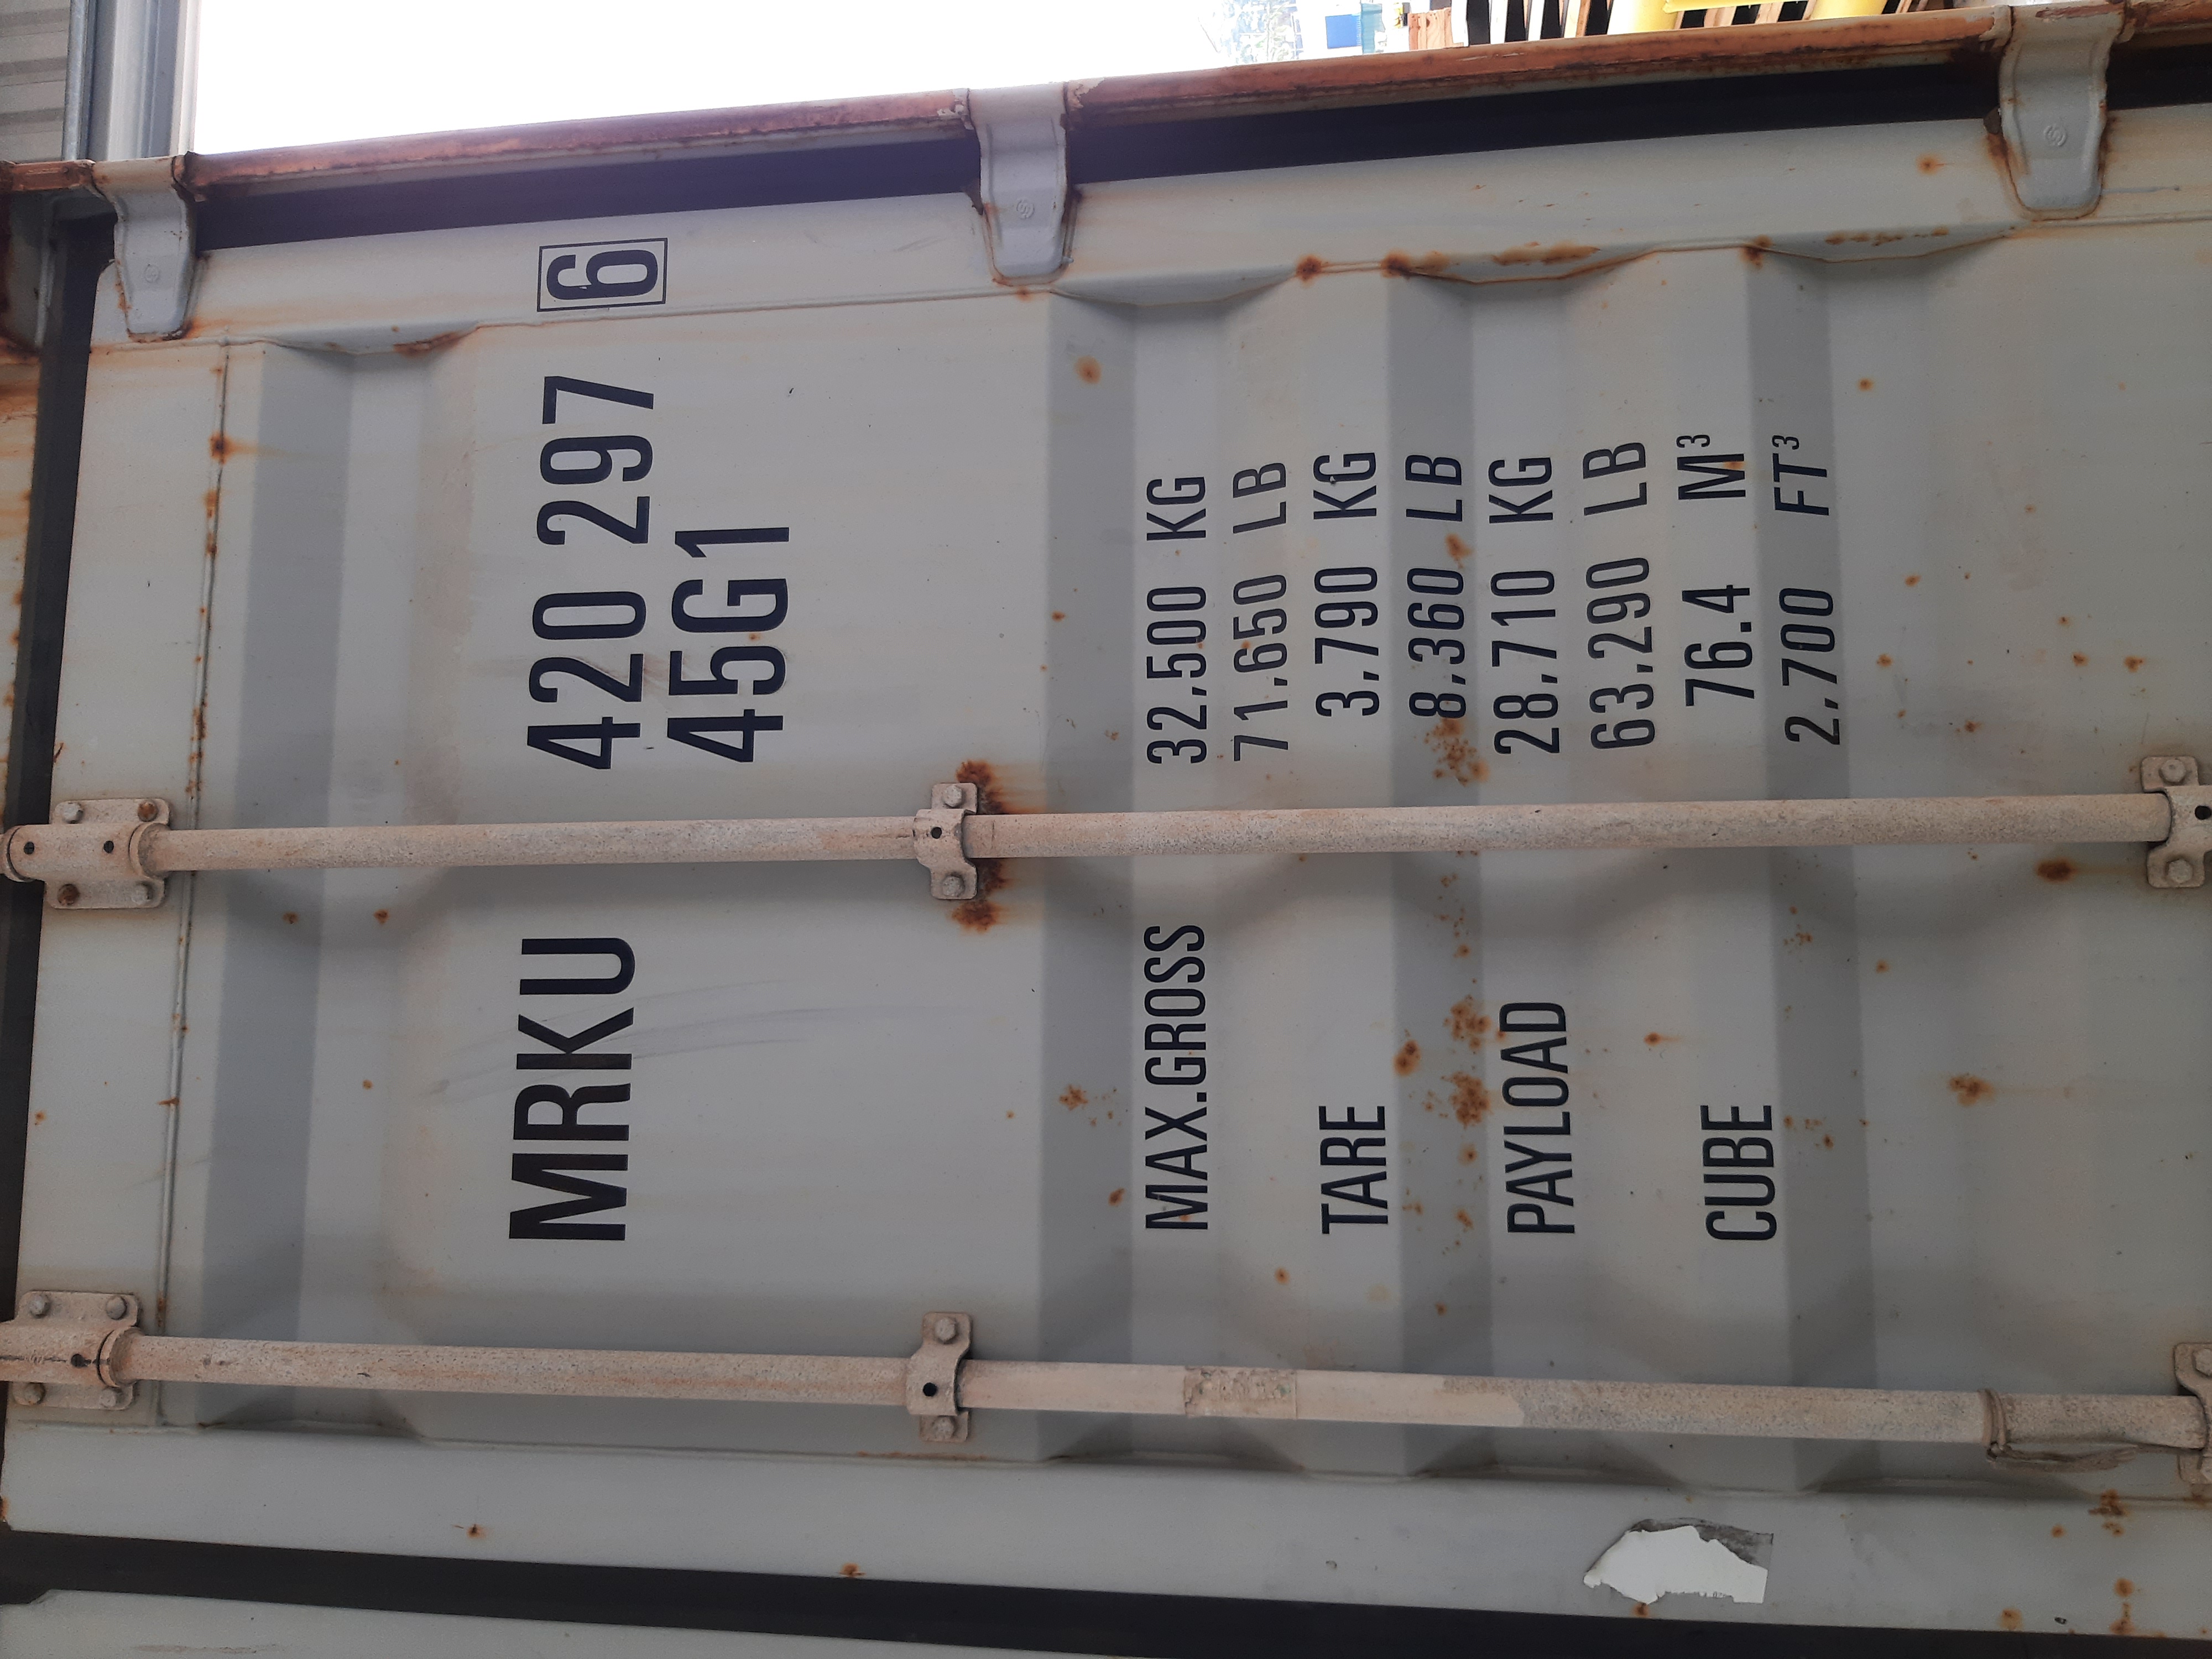 MRKU 420 297 6
45G1
MAX.GROSS 32.500 KG
71.650 LB
TARE 3.790 KG
8.360 LB
PAYLOAD 28.710 KG
63.290 LB
CUBE 76.4 M³
2.700 FT³